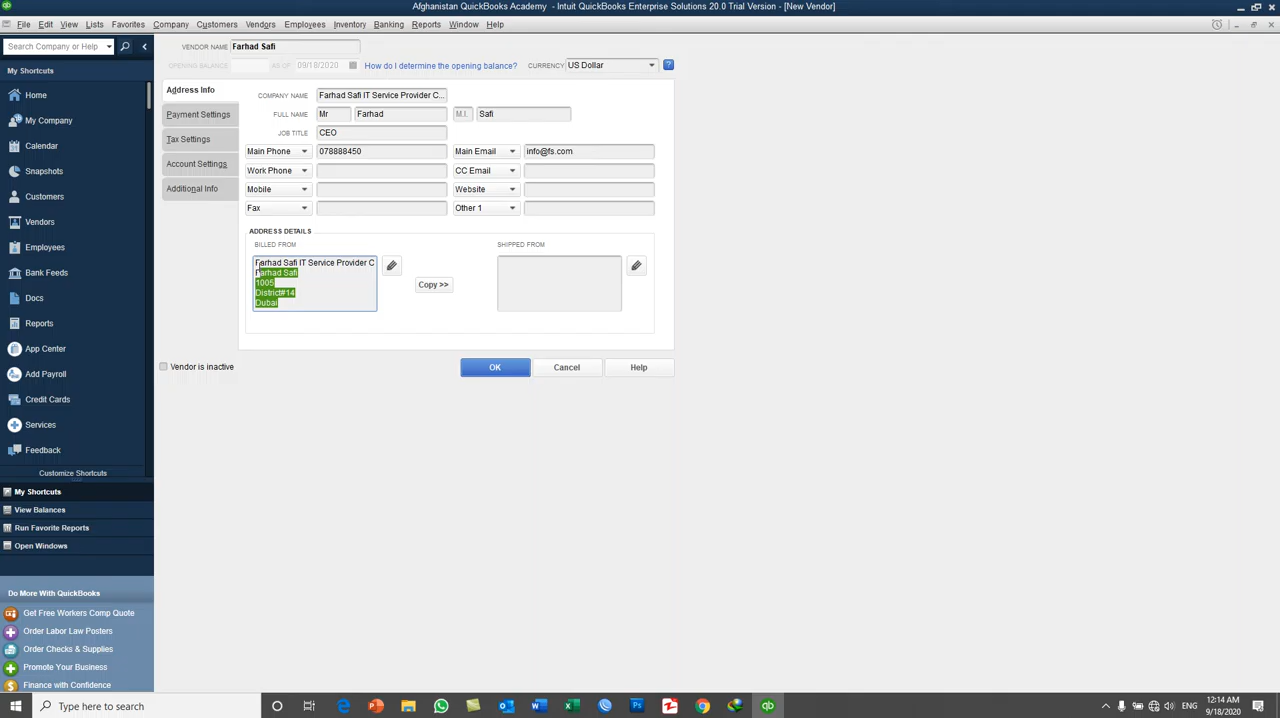 Afghanistan QuickBooks Academy - Intuit QuickBooks Enterprise Solutions 20.0 Trial Version - [New Vendor]
File Edit View Lists Favorites Company Customers Vendors Employees Inventory Banking Reports Window Help
Search Company or Help
My Shortcuts
Home
My Company
Calendar
Snapshots
Customers
Vendors
Employees
Bank Feeds
Docs
Reports
App Center
Add Payroll
Credit Cards
Services
Feedback
Customize Shortcuts
My Shortcuts
View Balances
Run Favorite Reports
Open Windows
Do More With QuickBooks
Get Free Workers Comp Quote
Order Labor Law Posters
Order Checks & Supplies
Promote Your Business
Finance with Confidence
VENDOR NAME Farhad Safi
OPENING BALANCE AS OF 09/18/2020 How do I determine the opening balance? CURRENCY US Dollar ?
Address Info
Payment Settings
Tax Settings
Account Settings
Additional Info
COMPANY NAME Farhad Safi IT Service Provider C...
FULL NAME Mr Farhad M.I. Safi
JOB TITLE CEO
Main Phone 078888450 Main Email info@fs.com
Work Phone CC Email
Mobile Website
Fax Other 1
ADDRESS DETAILS
BILLED FROM SHIPPED FROM
Farhad Safi IT Service Provider C
Farhad Safi
1005
District#14
Dubai
Copy >>
Vendor is inactive
OK Cancel Help
Type here to search
ENG
12:14 AM
9/18/2020